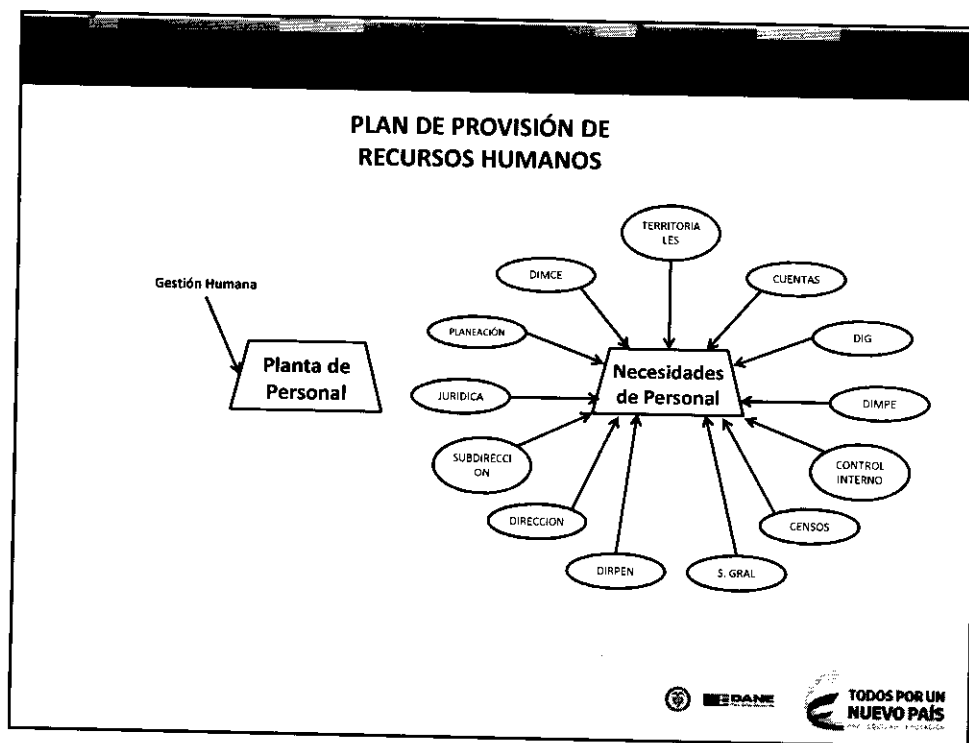 PLAN DE PROVISIÓN DE
RECURSOS HUMANOS
Gestión Humana
Planta de
Personal
TERRITORIA
LES
DIMCE
CUENTAS
PLANEACIÓN
DIG
Necesidades
de Personal
JURIDICA
DIMPE
SUBDIRECCI
ON
CONTROL
INTERNO
DIRECCION
CENSOS
DIRPEN
S. GRAL
DANE
TODOS POR UN
NUEVO PAÍS